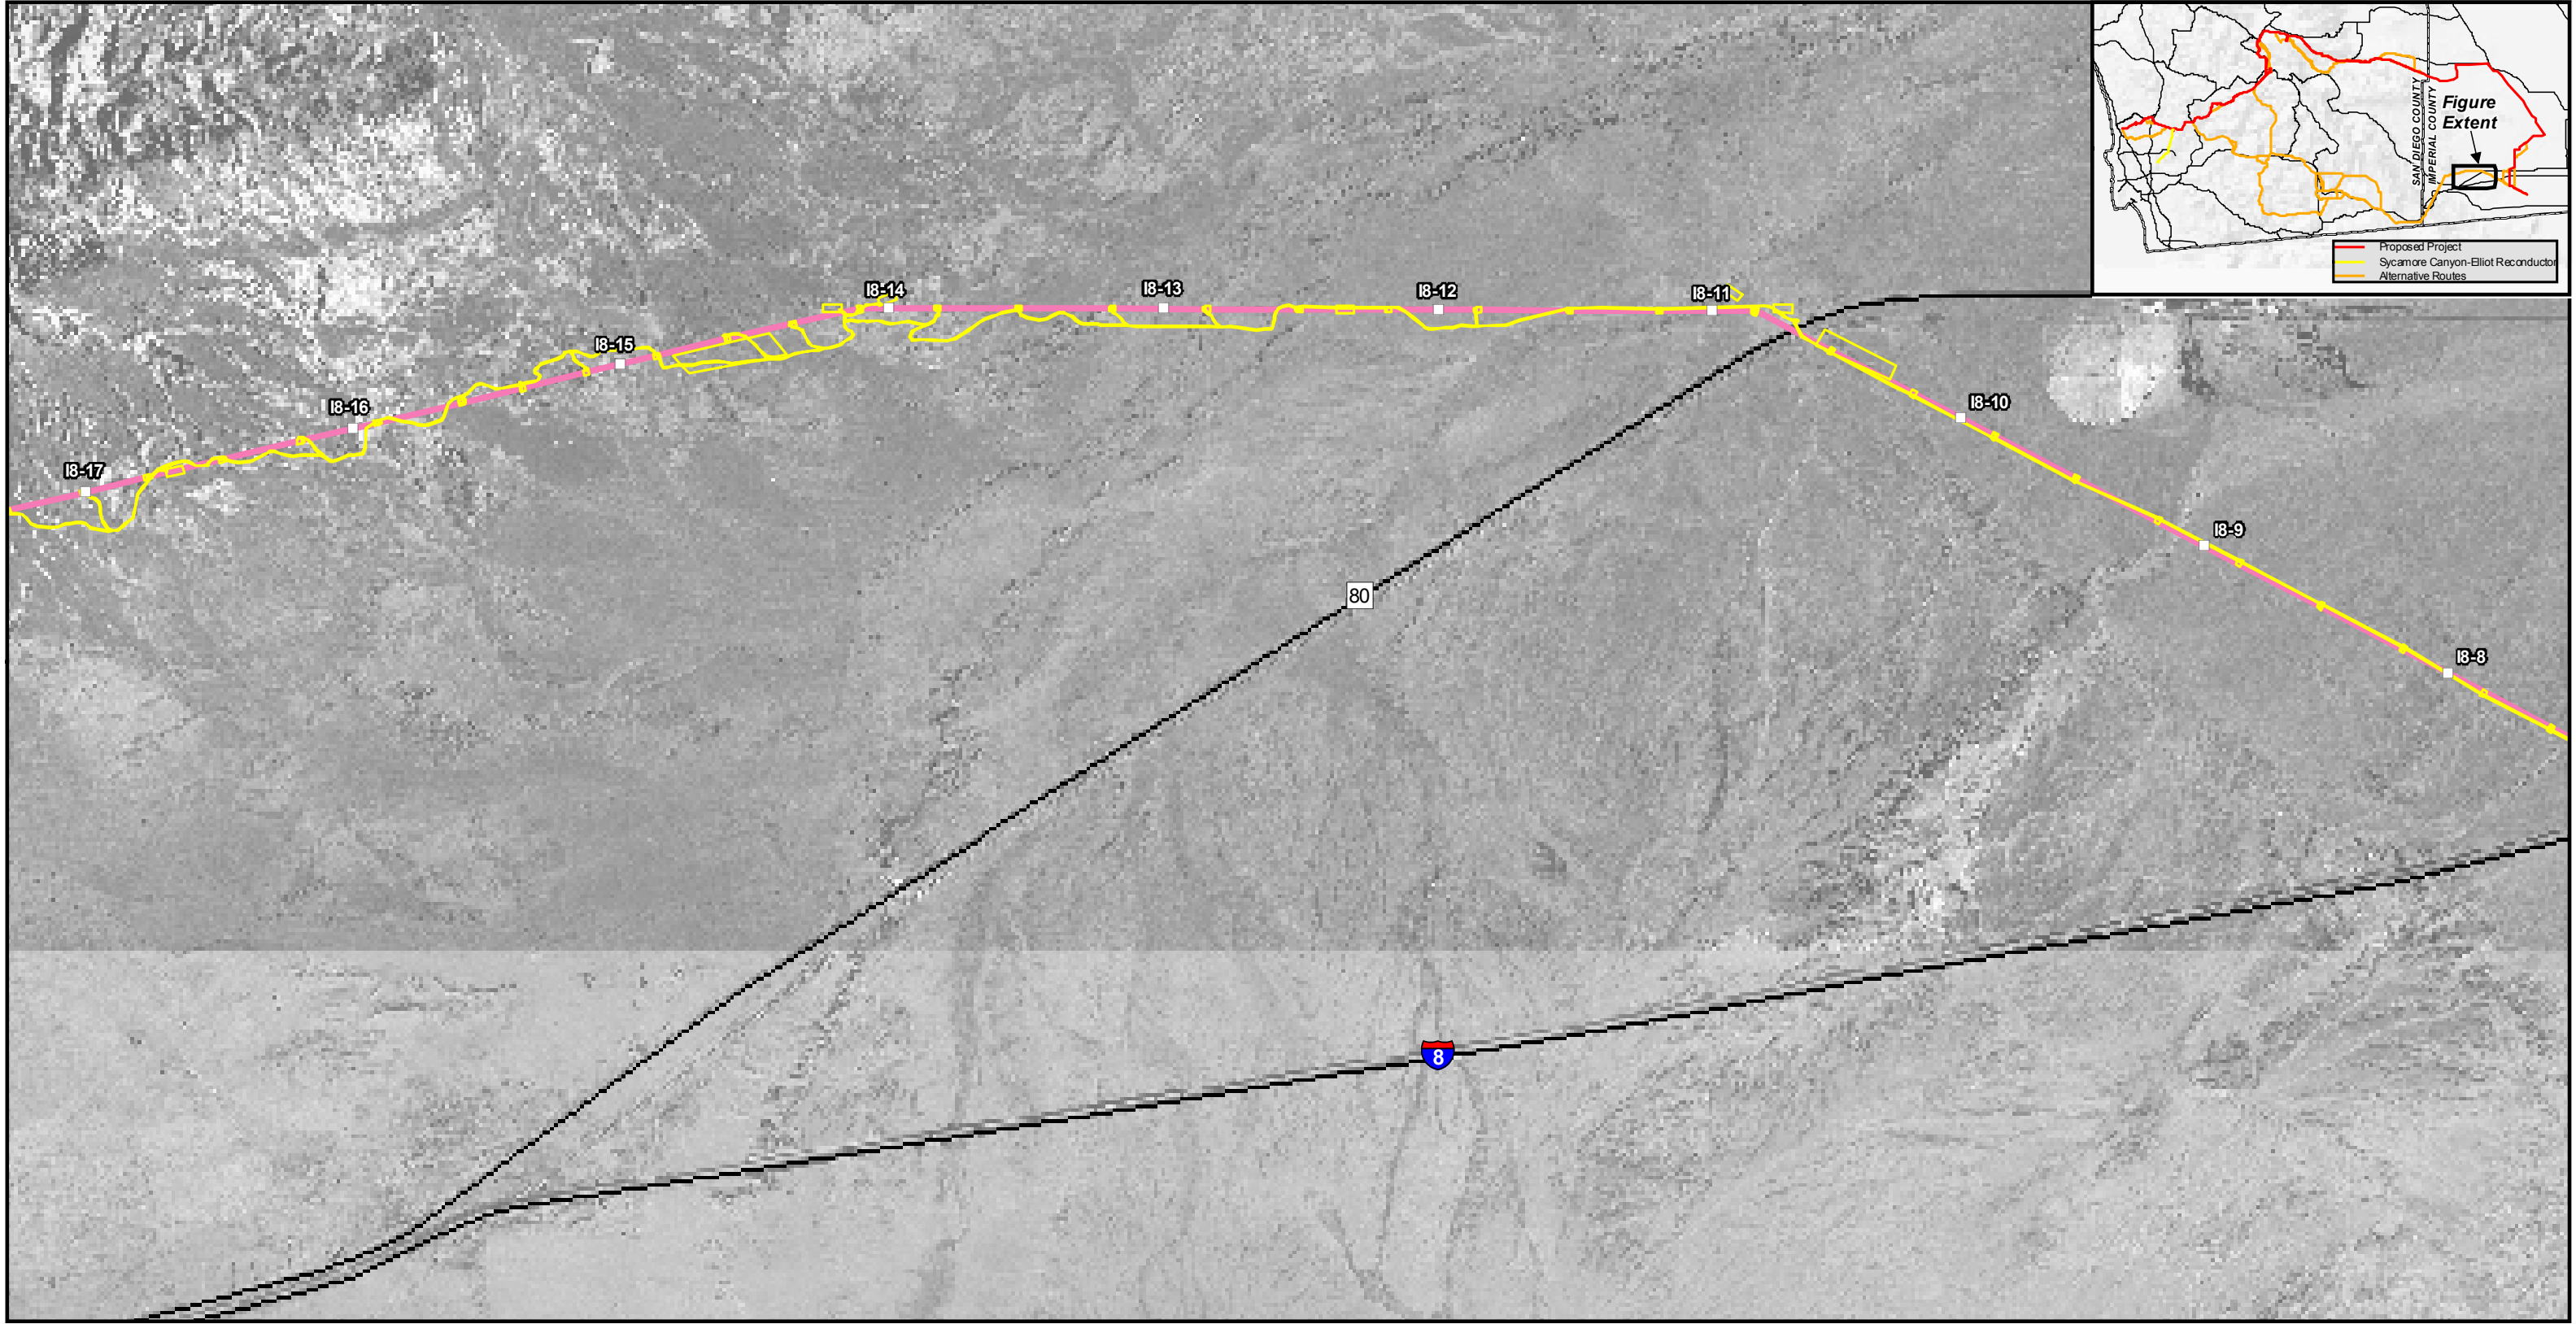 SAN DIEGO COUNTY
IMPERIAL COUNTY
Figure
Extent
Proposed Project
Sycamore Canyon-Elliot Reconductor
Alternative Routes
I8-14
I8-13
I8-12
I8-11
I8-15
I8-16
I8-10
I8-17
I8-9
80
I8-8
8